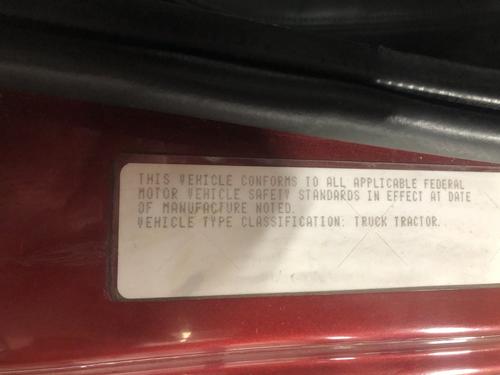 THIS VEHICLE CONFORMS TO ALL APPLICABLE FEDERAL
MOTOR VEHICLE SAFETY STANDARDS IN EFFECT AT DATE
OF MANUFACTURE NOTED.
VEHICLE TYPE CLASSIFICATION: TRUCK TRACTOR.